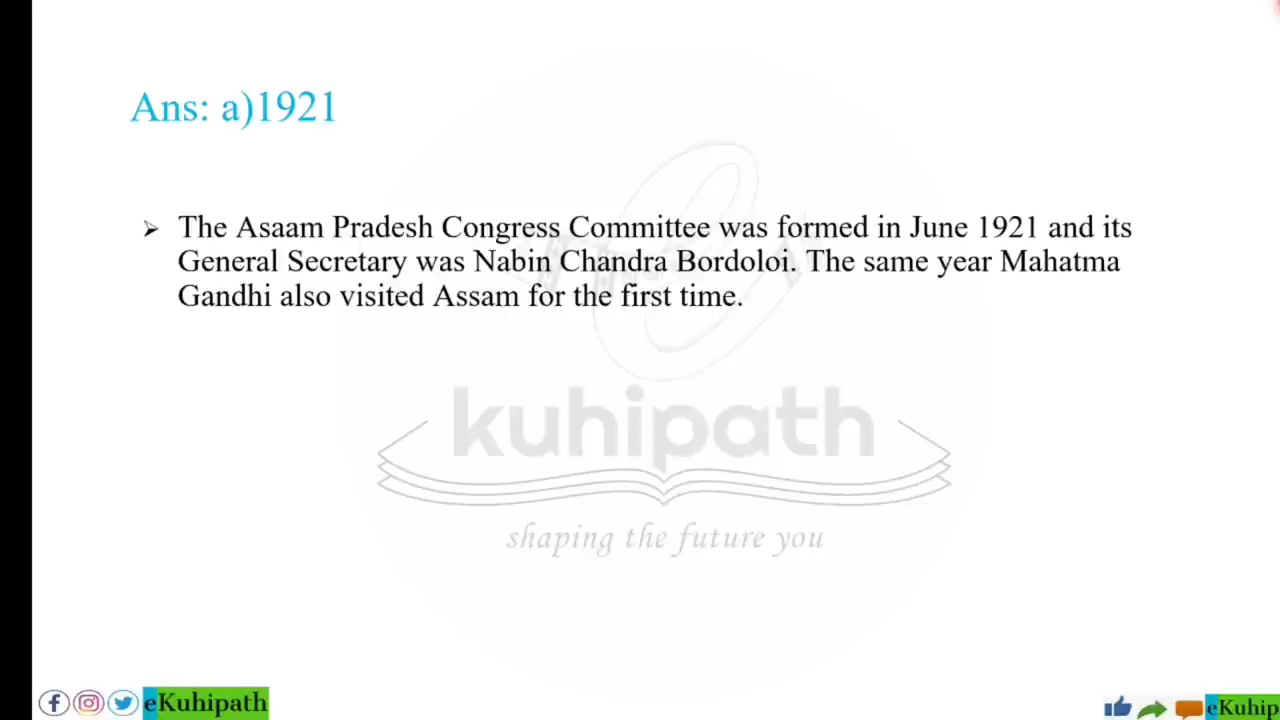 Ans: a)1921
➢ The Asaam Pradesh Congress Committee was formed in June 1921 and its
General Secretary was Nabin Chandra Bordoloi. The same year Mahatma
Gandhi also visited Assam for the first time.
kuhipath
shaping the future you
eKuhipath
eKuhip